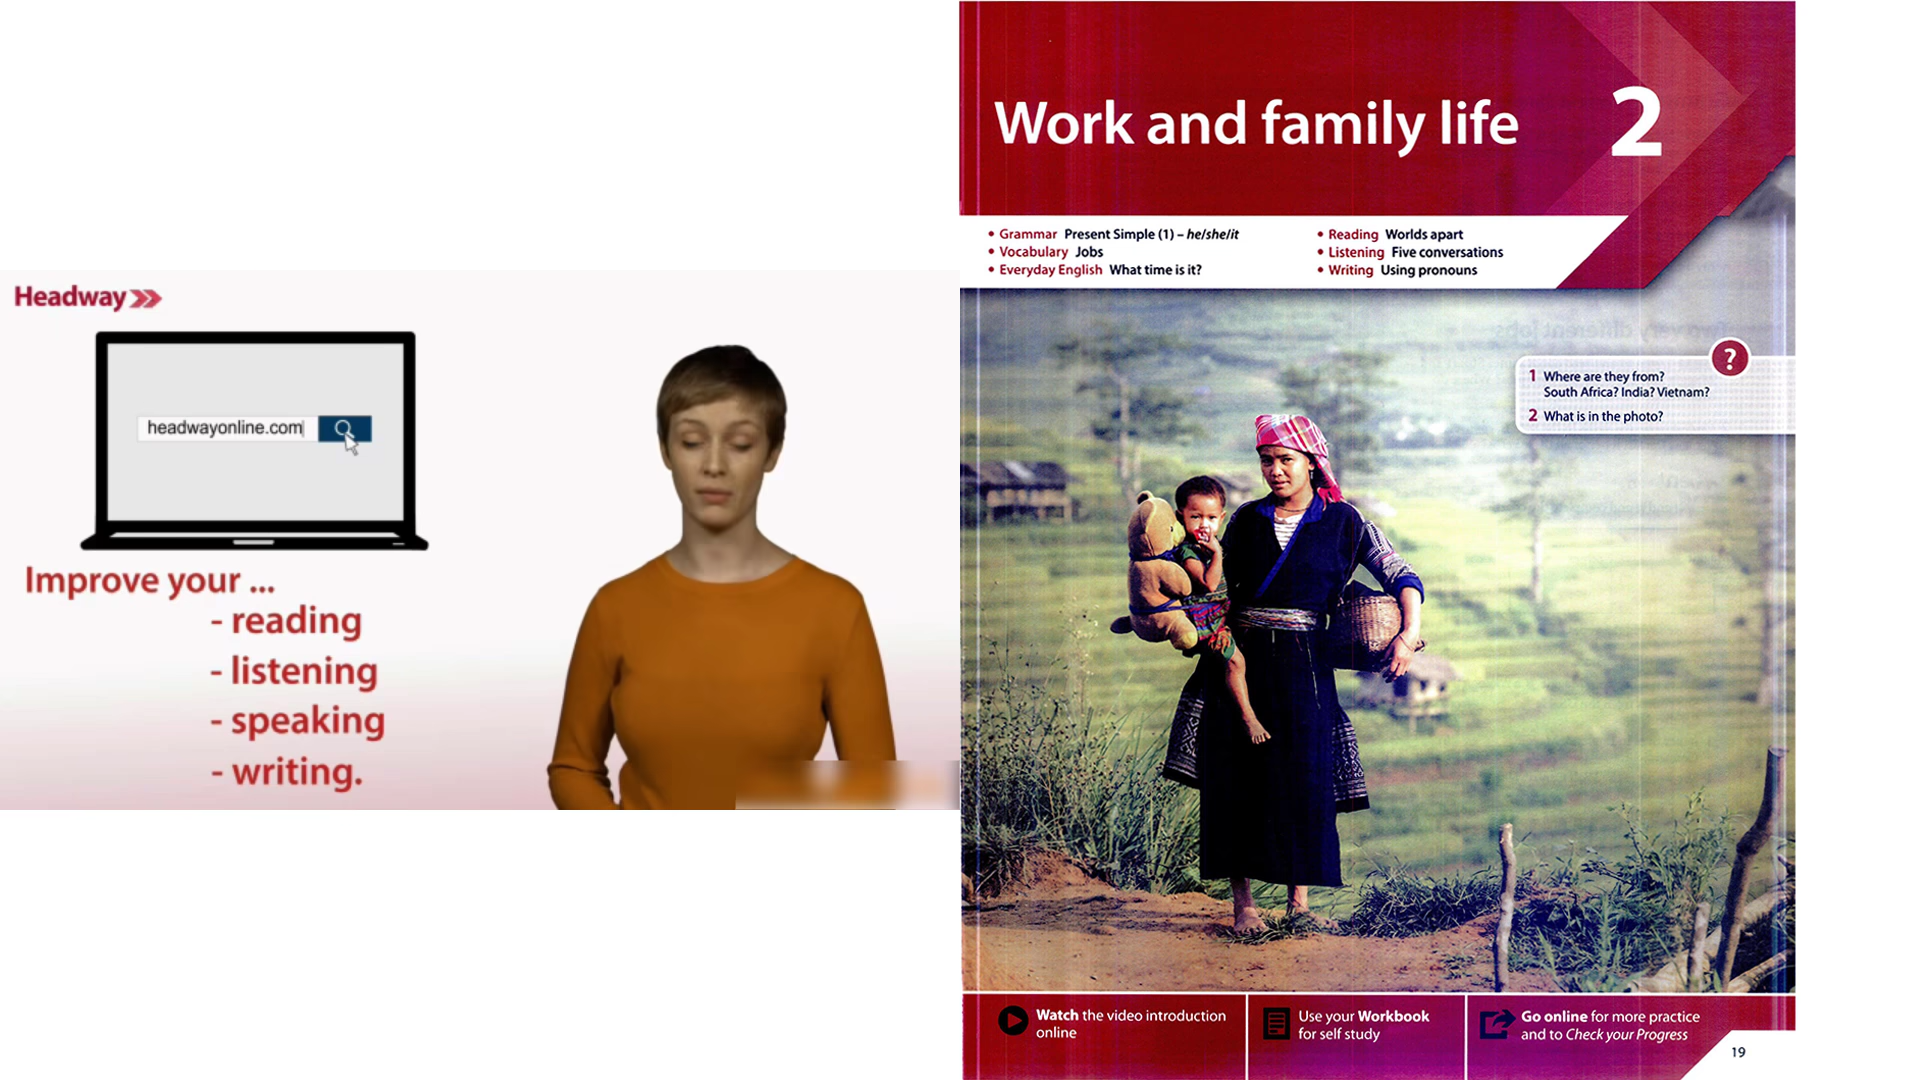 Headway
headwayonline.com
Improve your ...
- reading
- listening
- speaking
- writing.
Work and family life
2
• Grammar Present Simple (1) – he/she/it
• Vocabulary Jobs
• Everyday English What time is it?
• Reading Worlds apart
• Listening Five conversations
• Writing Using pronouns
?
1 Where are they from?
South Africa? India? Vietnam?
2 What is in the photo?
Watch the video introduction
online
Use your Workbook
for self study
Go online for more practice
and to Check your Progress
19